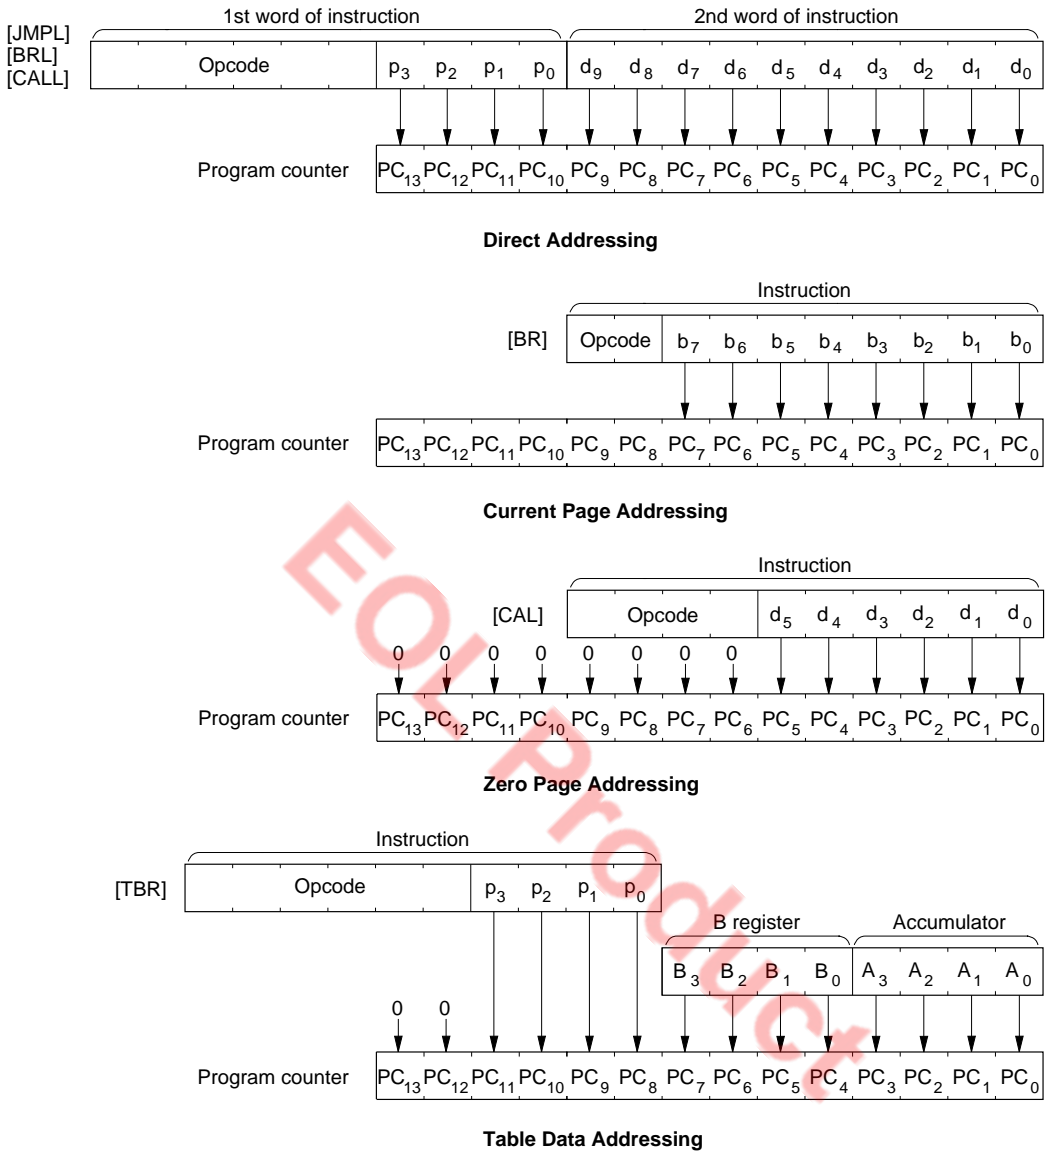 1st word of instruction 2nd word of instruction
[JMPL]
[BRL]
[CALL]
Opcode p3 p2 p1 p0 d9 d8 d7 d6 d5 d4 d3 d2 d1 d0
Program counter PC13 PC12 PC11 PC10 PC9 PC8 PC7 PC6 PC5 PC4 PC3 PC2 PC1 PC0
Direct Addressing
Instruction
[BR] Opcode b7 b6 b5 b4 b3 b2 b1 b0
Program counter PC13 PC12 PC11 PC10 PC9 PC8 PC7 PC6 PC5 PC4 PC3 PC2 PC1 PC0
Current Page Addressing
Instruction
[CAL] Opcode d5 d4 d3 d2 d1 d0
0 0 0 0 0 0 0 0
Program counter PC13 PC12 PC11 PC10 PC9 PC8 PC7 PC6 PC5 PC4 PC3 PC2 PC1 PC0
Zero Page Addressing
Instruction
[TBR] Opcode p3 p2 p1 p0
B register Accumulator
B3 B2 B1 B0 A3 A2 A1 A0
0 0
Program counter PC13 PC12 PC11 PC10 PC9 PC8 PC7 PC6 PC5 PC4 PC3 PC2 PC1 PC0
Table Data Addressing
EOL Product